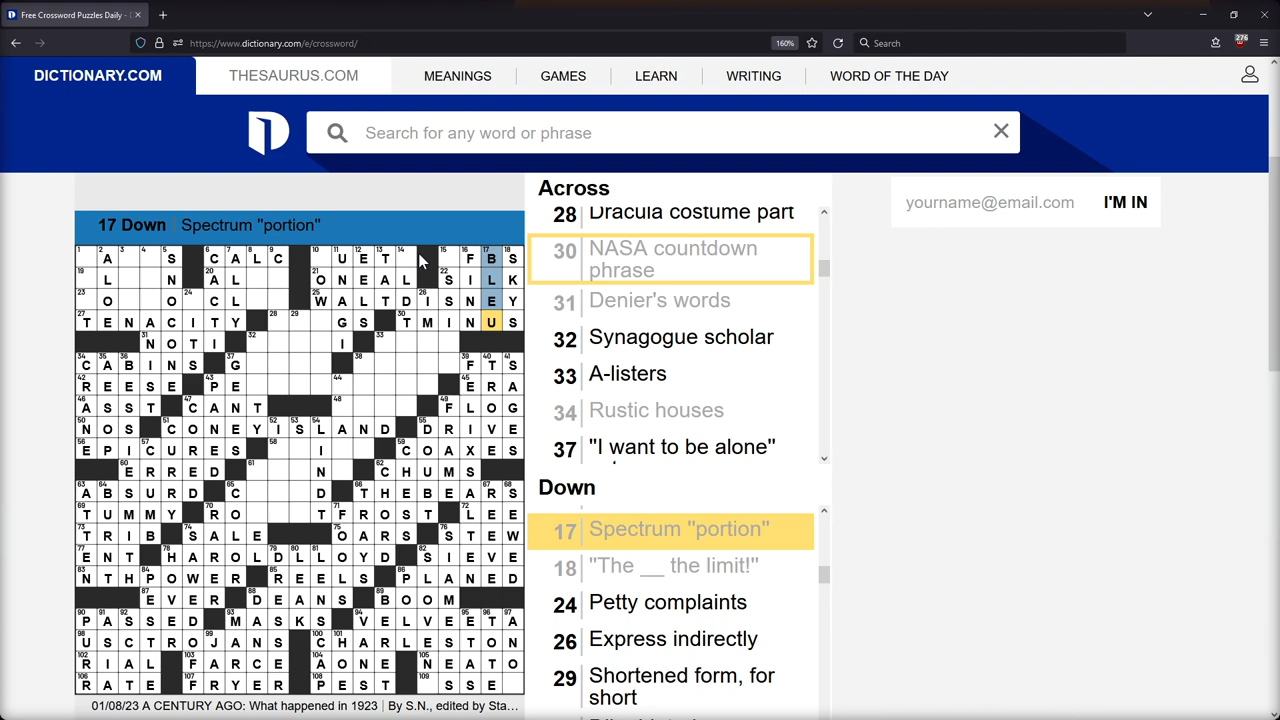 Free Crossword Puzzles Daily - 
https://www.dictionary.com/e/crossword/
160%
Search
276
DICTIONARY.COM
THESAURUS.COM
MEANINGS
GAMES
LEARN
WRITING
WORD OF THE DAY
Search for any word or phrase
yourname@email.com
I'M IN
17 Down Spectrum "portion"
Across
28 Dracula costume part
30 NASA countdown
phrase
31 Denier's words
32 Synagogue scholar
33 A-listers
34 Rustic houses
37 "I want to be alone"
Down
17 Spectrum "portion"
18 "The __ the limit!"
24 Petty complaints
26 Express indirectly
29 Shortened form, for
short
A S C A L C U E T F B S
L N A L O N E A L S I L K
O O C L W A L T D I S N E Y
T E N A C I T Y G S T M I N U S
N O T I I
C A B I N S G F T S
R E E S E P E E R A
A S S T C A N T F L O G
N O S C O N E Y I S L A N D D R I V E
E P I C U R E S I C O A X E S
E R R E D N C H U M S
A B S U R D C D T H E B E A R S
T U M M Y R O T F R O S T L E E
T R I B S A L E O A R S S T E W
E N T H A R O L D L L O Y D S I E V E
N T H P O W E R R E E L S P L A N E D
E V E R D E A N S B O O M
P A S S E D M A S K S V E L V E E T A
U S C T R O J A N S C H A R L E S T O N
R I A L F A R C E A O N E N E A T O
R A T E F R Y E R P E S T S S E
01/08/23 A CENTURY AGO: What happened in 1923 | By S.N., edited by Sta...